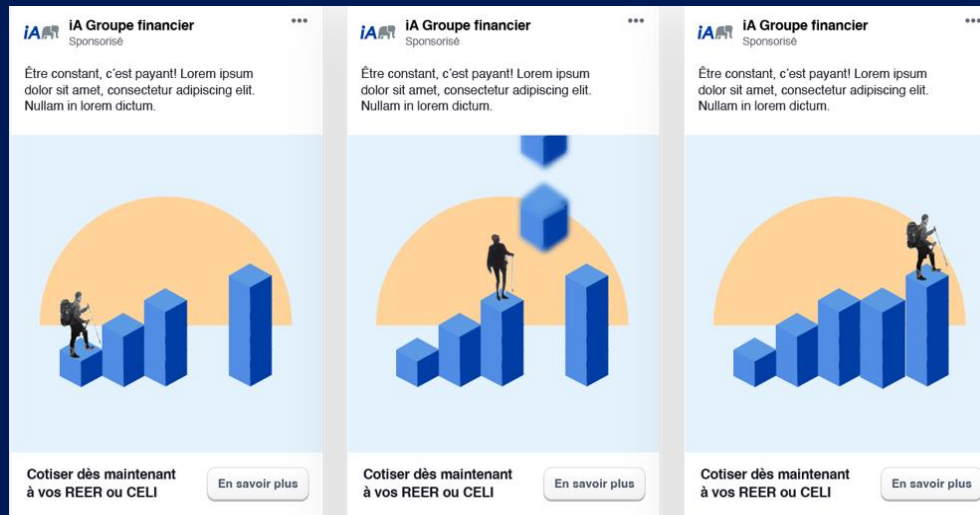 iA
iA Groupe financier
Sponsorisé
Être constant, c'est payant! Lorem ipsum
dolor sit amet, consectetur adipiscing elit.
Nullam in lorem dictum.
Cotiser dès maintenant
à vos REER ou CELI
En savoir plus
iA
iA Groupe financier
Sponsorisé
Être constant, c'est payant! Lorem ipsum
dolor sit amet, consectetur adipiscing elit.
Nullam in lorem dictum.
Cotiser dès maintenant
à vos REER ou CELI
En savoir plus
iA
iA Groupe financier
Sponsorisé
Être constant, c'est payant! Lorem ipsum
dolor sit amet, consectetur adipiscing elit.
Nullam in lorem dictum.
Cotiser dès maintenant
à vos REER ou CELI
En savoir plus